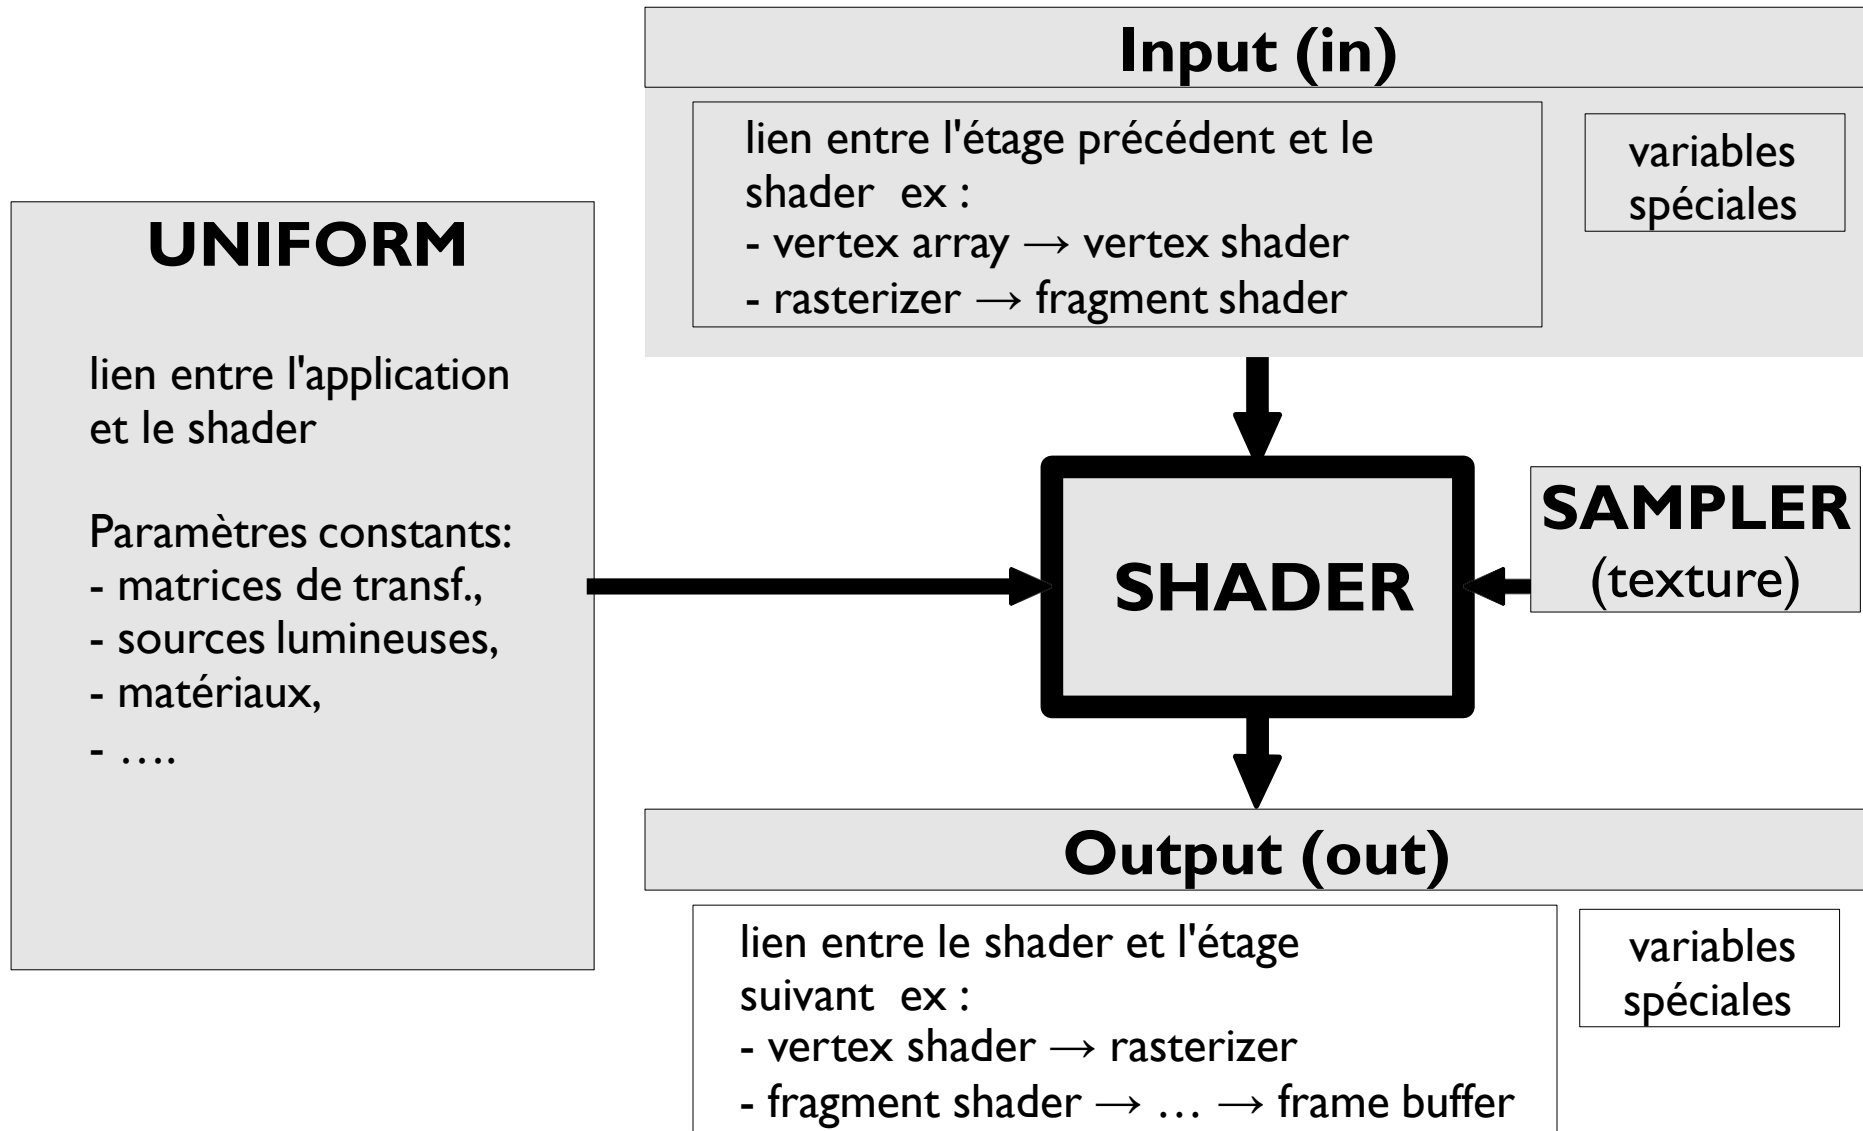 Input (in)
lien entre l'étage précédent et le
shader ex :
- vertex array → vertex shader
- rasterizer → fragment shader
variables
spéciales
UNIFORM
lien entre l'application
et le shader
Paramètres constants:
- matrices de transf.,
- sources lumineuses,
- matériaux,
- ….
SHADER
SAMPLER
(texture)
Output (out)
lien entre le shader et l'étage
suivant ex :
- vertex shader → rasterizer
- fragment shader → … → frame buffer
variables
spéciales